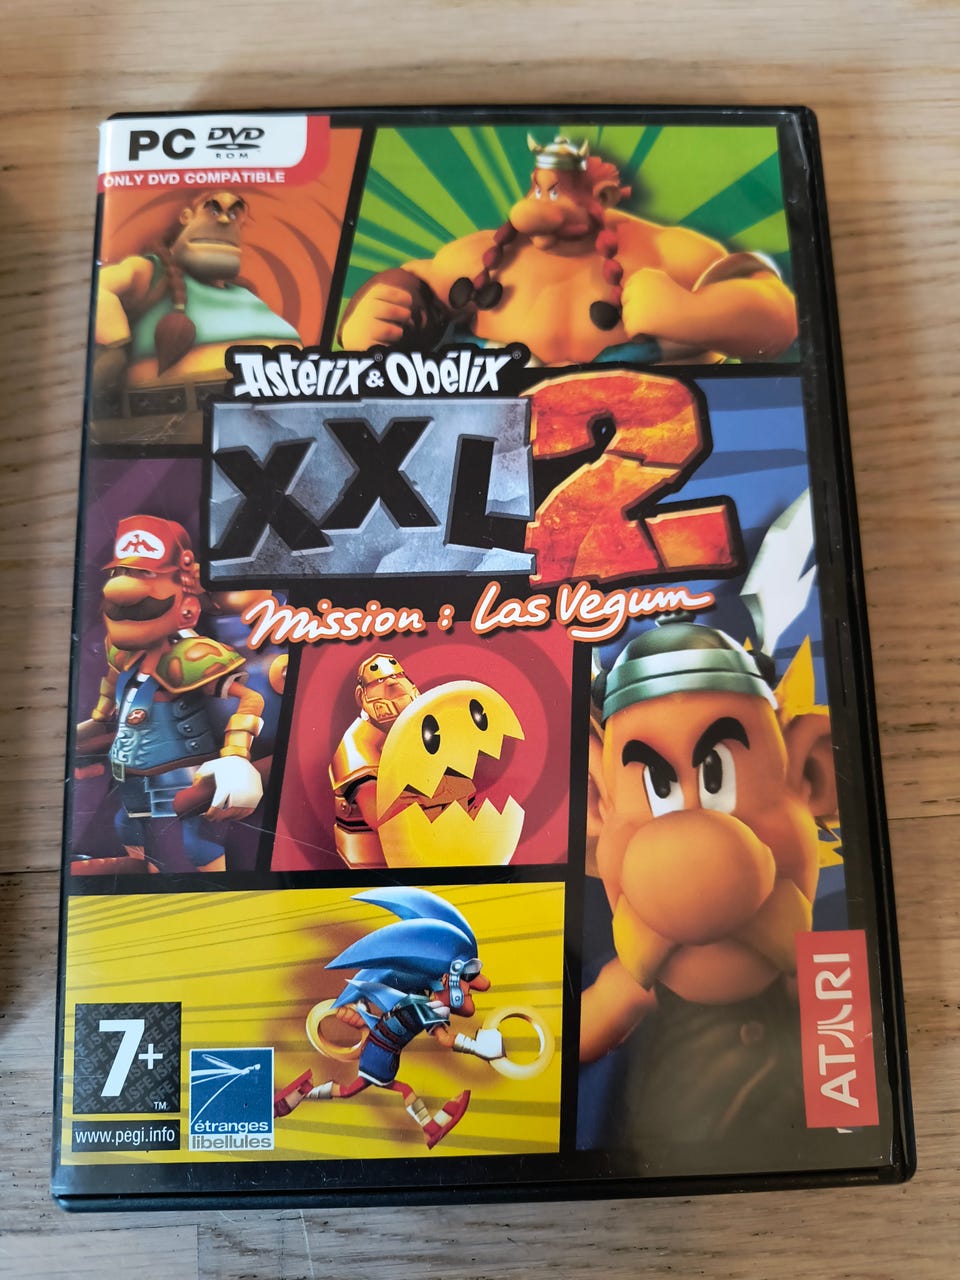 PC DVD
ROM
ONLY DVD COMPATIBLE
Astérix® & Obélix®
XXL 2
Mission : Las Vegum
7+
TM
www.pegi.info
étranges
libellules
ATARI